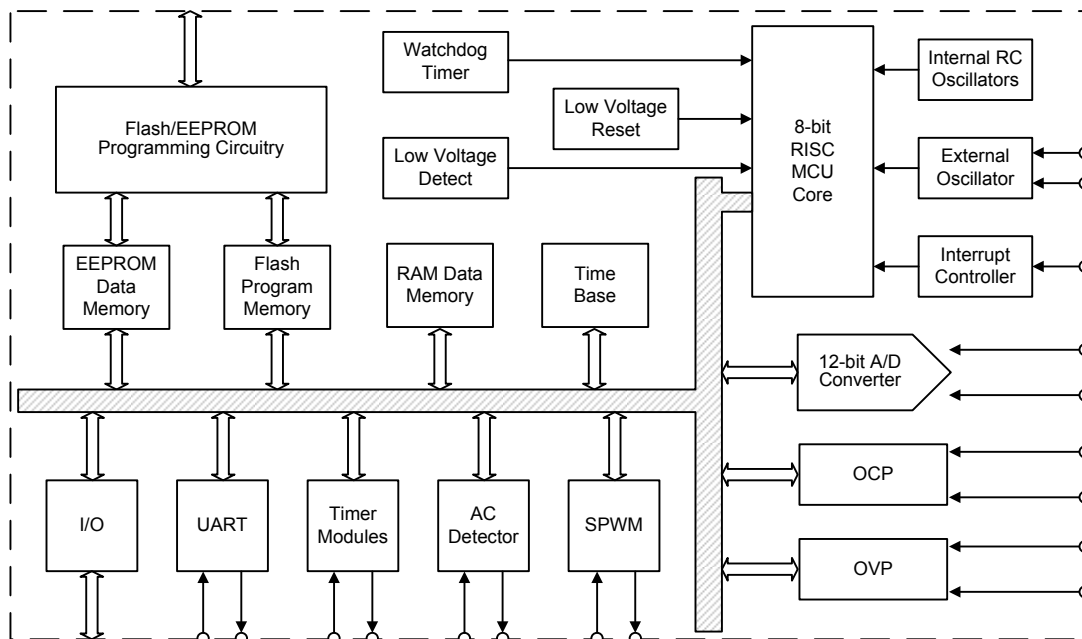 Watchdog
Timer
Internal RC
Oscillators
Flash/EEPROM
Programming Circuitry
Low Voltage
Reset
8-bit
RISC
MCU
Core
Low Voltage
Detect
External
Oscillator
EEPROM
Data
Memory
Flash
Program
Memory
RAM Data
Memory
Time
Base
Interrupt
Controller
12-bit A/D
Converter
OCP
I/O
UART
Timer
Modules
AC
Detector
SPWM
OVP